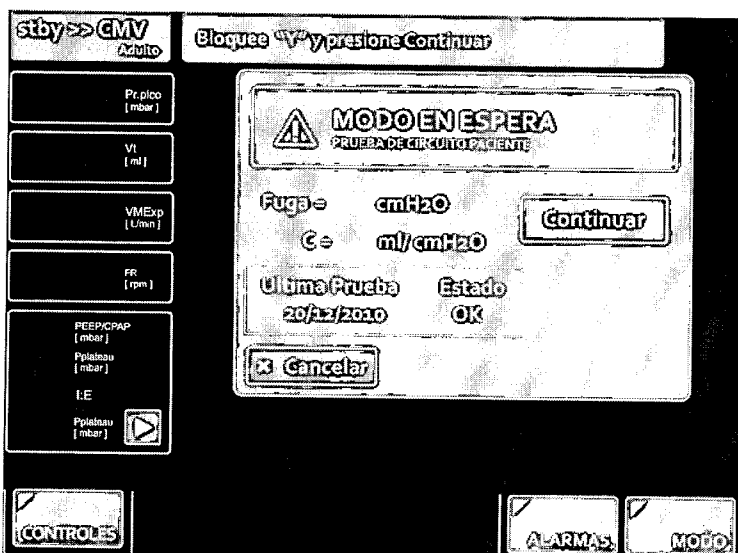 stby >> CMV
Adulto
Bloquee "Y" y presione Continuar
Pr.pico
[mbar]
Vt
[ml]
VMExp
[L/min]
FR
[rpm]
PEEP/CPAP
[mbar]
Pplateau
[mbar]
I:E
Pplateau
[mbar]
MODO EN ESPERA
PRUEBA DE CIRCUITO PACIENTE
Fuga = cmH2O
C = ml/cmH2O
Continuar
Ultima Prueba Estado
20/12/2010 OK
Cancelar
CONTROLES
ALARMAS
MODO